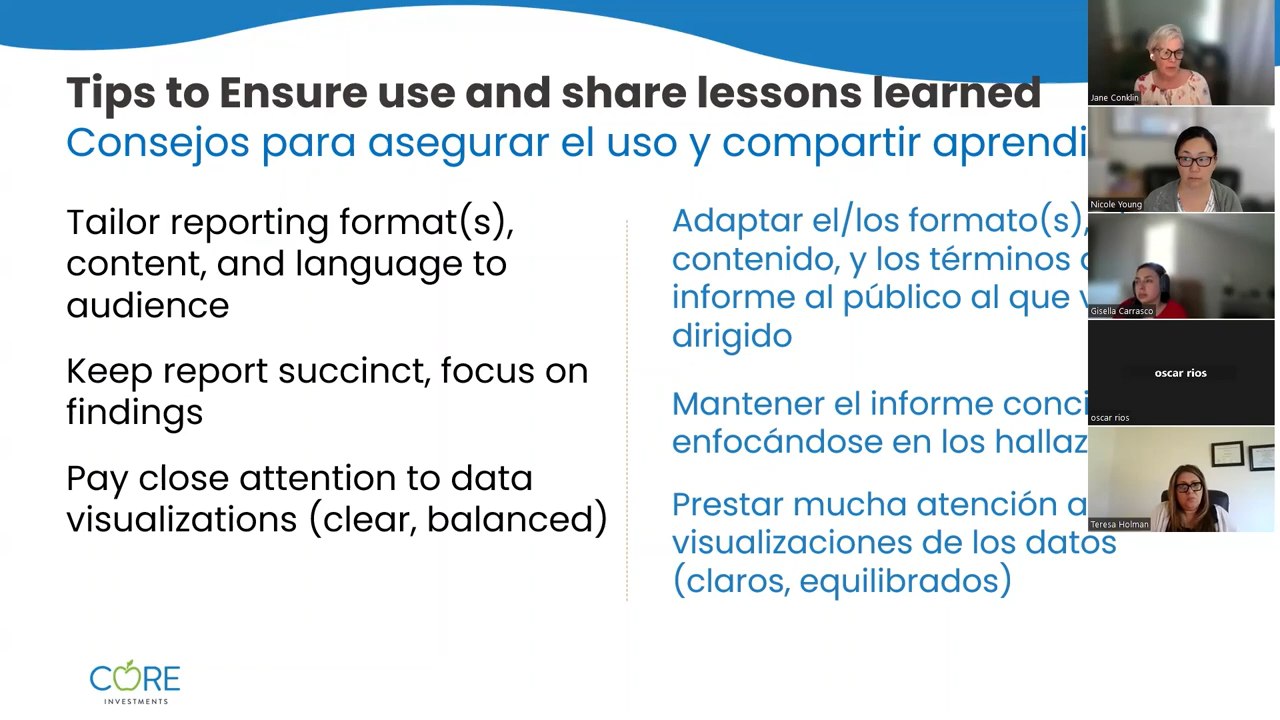 Tips to Ensure use and share lessons learned
Consejos para asegurar el uso y compartir
Tailor reporting format(s),
content, and language to
audience
Keep report succinct, focus on
findings
Pay close attention to data
visualizations (clear, balanced)
Adaptar el/los formato(s),
contenido, y los términos
informe al público al que
dirigido
Mantener el informe
enfocándose en los
Prestar mucha atención a
visualizaciones de los datos
(claros, equilibrados)
CORE
INVESTMENTS
Jane Conklin
Nicole Young
Gisella Carrasco
oscar rios
oscar rios
Teresa Holman